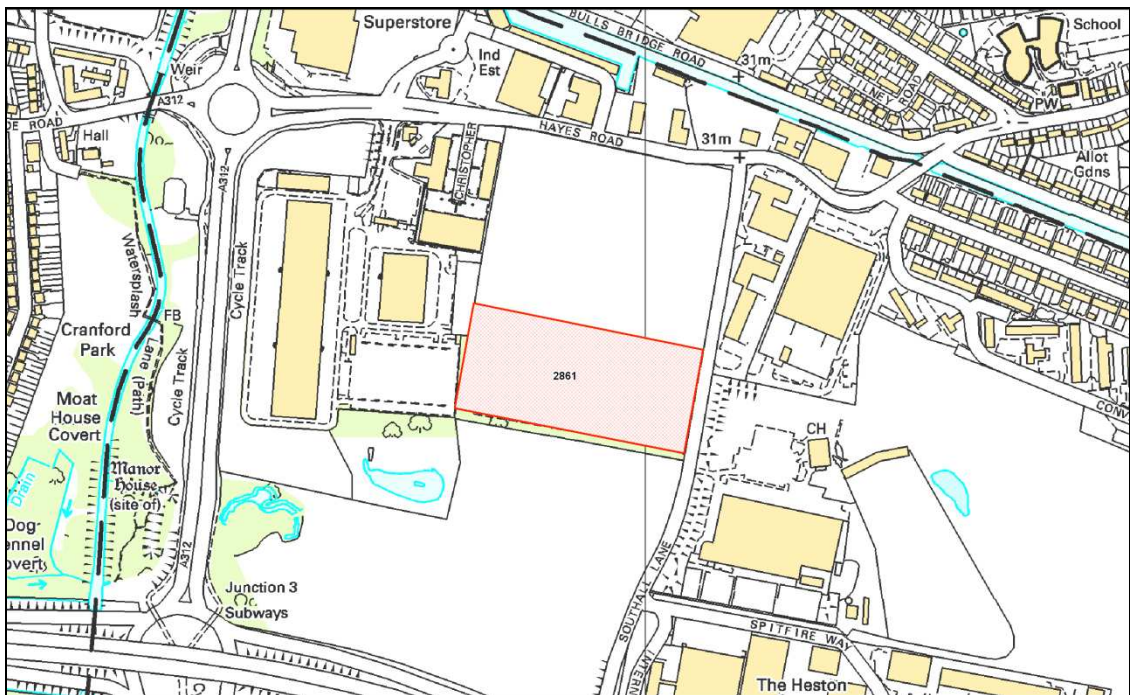 Superstore
Ind
Est
BULLS BRIDGE ROAD
31m
TILNEY ROAD
School
PW
Allot
Gdns
Weir
A312
DE ROAD
Hall
HAYES ROAD
31m
CHRISTOPHER
A312
Cycle Track
Watersplash
Lane (Path)
FB
Cranford
Park
Cycle Track
2861
Moat
House
Covert
Manor
House
(site of)
Drain
Dog-
ennel
overt
A312
CH
CONV
Junction 3
Subways
SOUTHALL LANE
SPITFIRE WAY
INTERN
The Heston